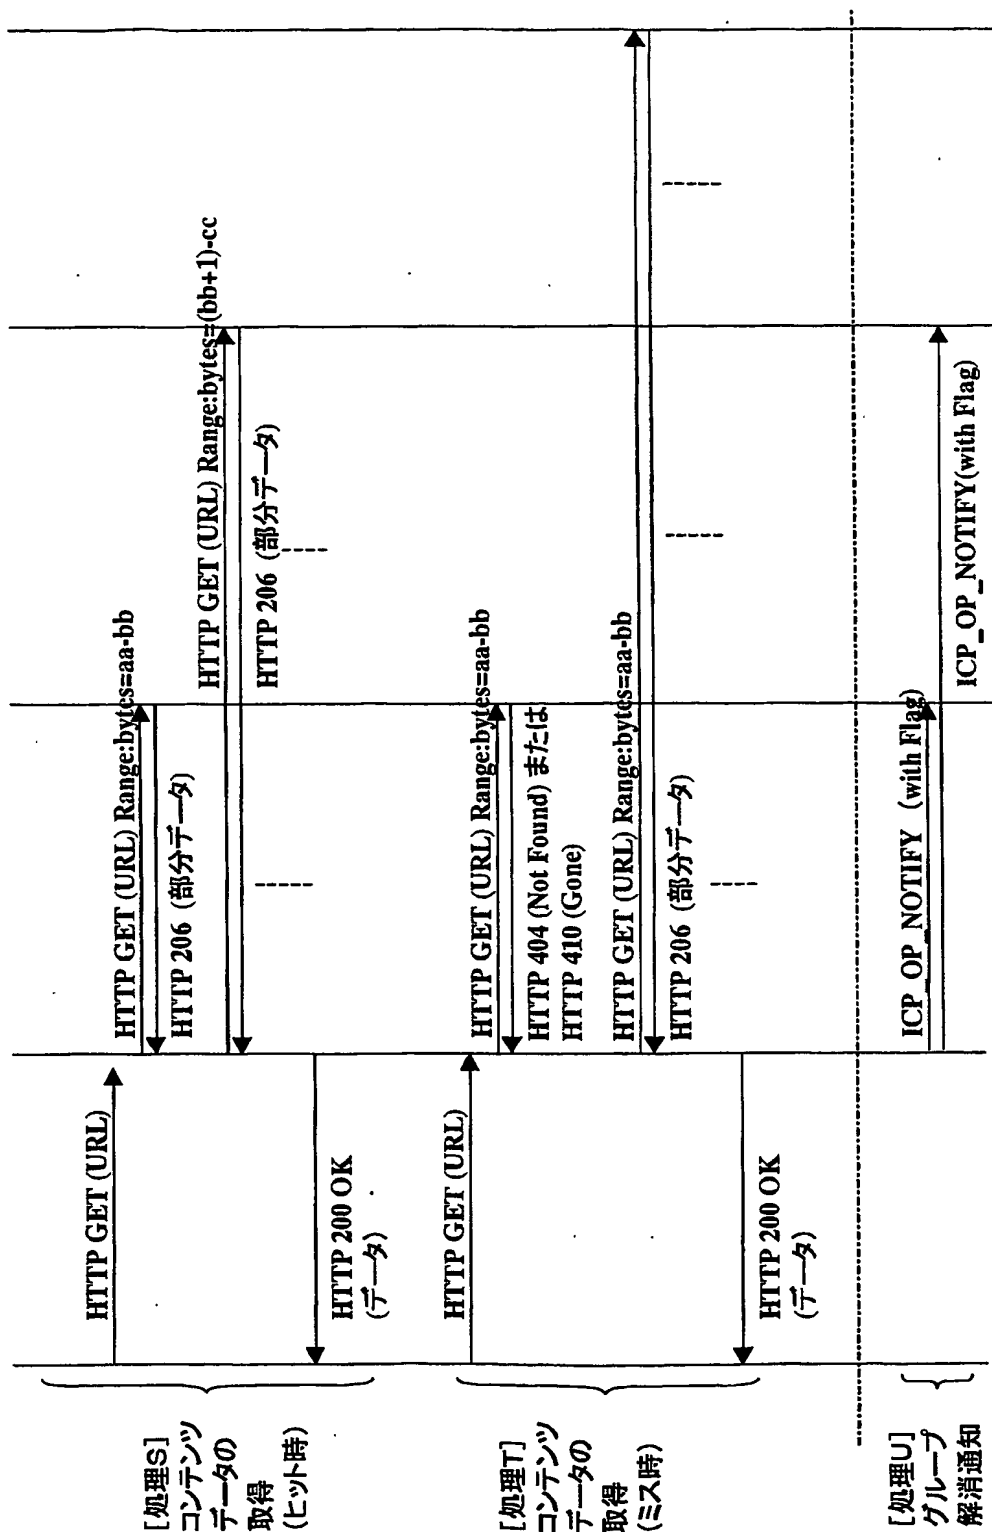 [処理S]
コンテンツ
データの
取得
(ヒット時)
HTTP GET (URL)
HTTP GET (URL) Range:bytes=aa-bb
HTTP 206 (部分データ)
HTTP GET (URL) Range:bytes=(bb+1)-cc
HTTP 206 (部分データ)
HTTP 200 OK
(データ)
[処理T]
コンテンツ
データの
取得
(ミス時)
HTTP GET (URL)
HTTP GET (URL) Range:bytes=aa-bb
HTTP 404 (Not Found) または
HTTP 410 (Gone)
HTTP GET (URL) Range:bytes=aa-bb
HTTP 206 (部分データ)
HTTP 200 OK
(データ)
[処理U]
グループ
解消通知
ICP_OP_NOTIFY (with Flag)
ICP_OP_NOTIFY(with Flag)